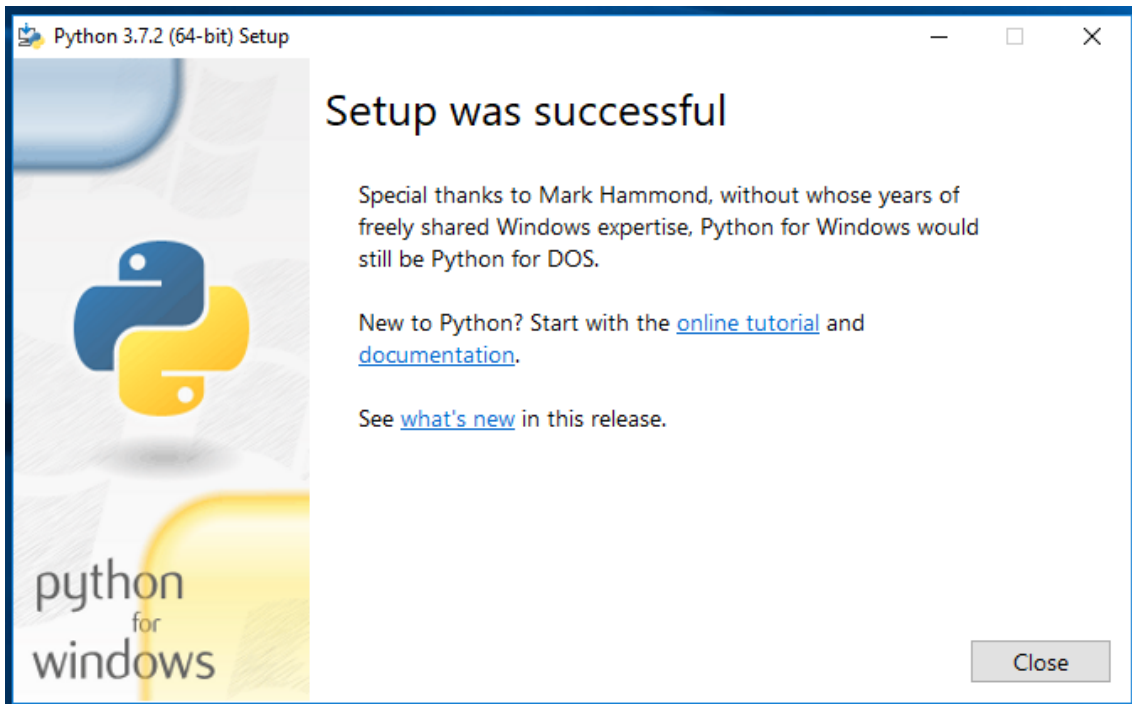 Python 3.7.2 (64-bit) Setup
Setup was successful
Special thanks to Mark Hammond, without whose years of
freely shared Windows expertise, Python for Windows would
still be Python for DOS.
New to Python? Start with the online tutorial and
documentation.
See what's new in this release.
python
for
windows
Close